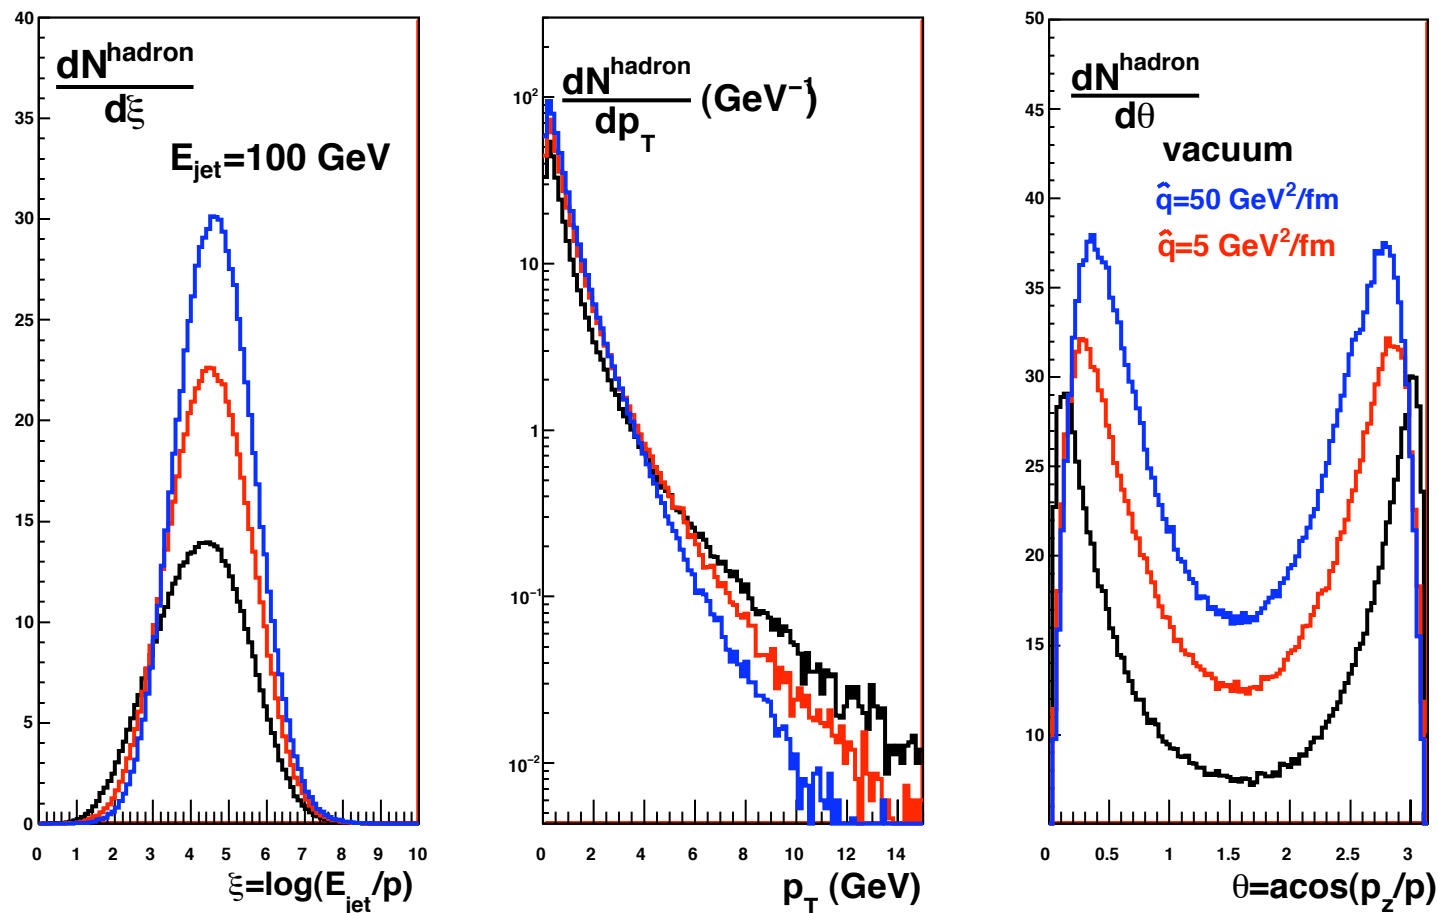 dN^hadron
dξ
E_jet=100 GeV
40
35
30
25
20
15
10
5
0
0 1 2 3 4 5 6 7 8 9 10
ξ=log(E_jet/p)
dN^hadron (GeV^−1)
dp_T
10^2
10
1
10^−1
10^−2
0 2 4 6 8 10 12 14
p_T (GeV)
dN^hadron
dθ
vacuum
q̂=50 GeV^2/fm
q̂=5 GeV^2/fm
50
45
40
35
30
25
20
15
10
0 0.5 1 1.5 2 2.5 3
θ=acos(p_z/p)